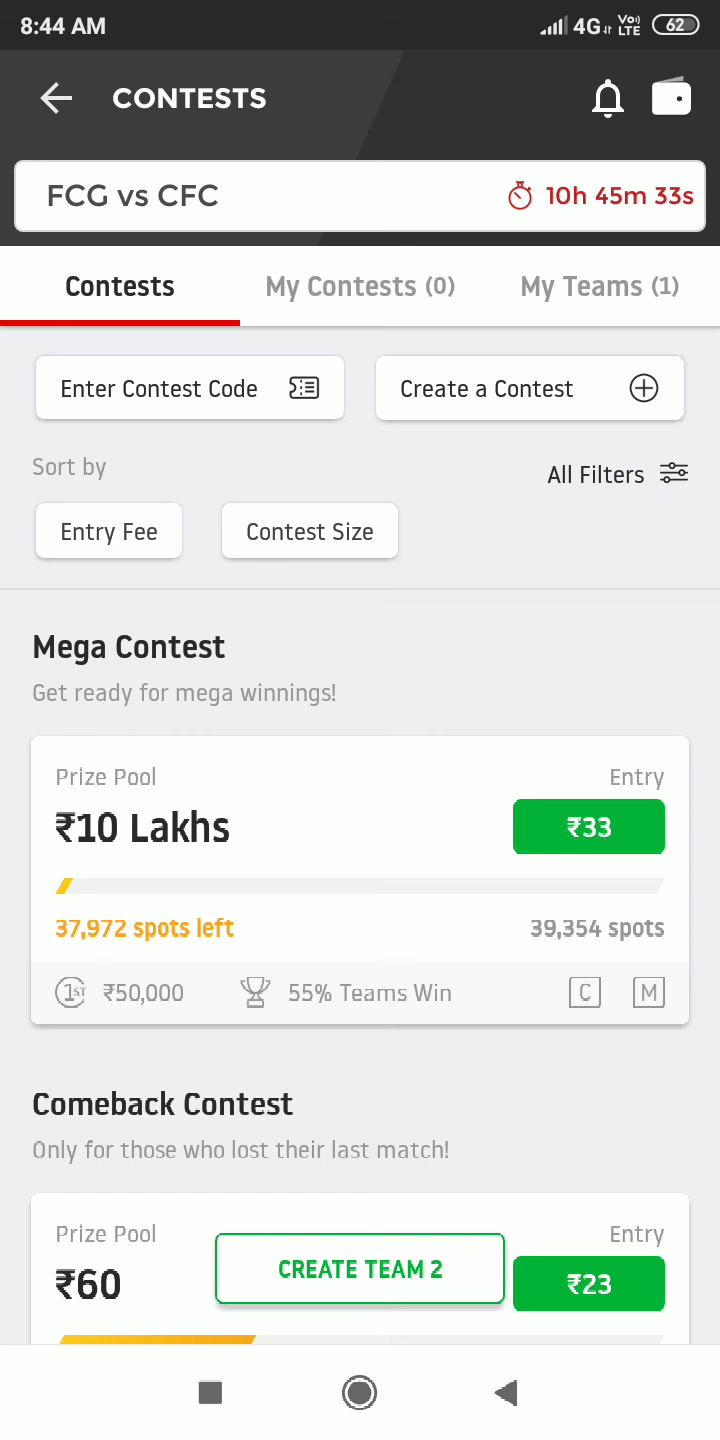 8:44 AM 4G Vo) LTE 62
CONTESTS
FCG vs CFC 10h 45m 33s
Contests My Contests (0) My Teams (1)
Enter Contest Code Create a Contest
Sort by All Filters
Entry Fee Contest Size
Mega Contest
Get ready for mega winnings!
Prize Pool Entry
₹10 Lakhs ₹33
37,972 spots left 39,354 spots
1ST ₹50,000 55% Teams Win C M
Comeback Contest
Only for those who lost their last match!
Prize Pool Entry
₹60 CREATE TEAM 2 ₹23